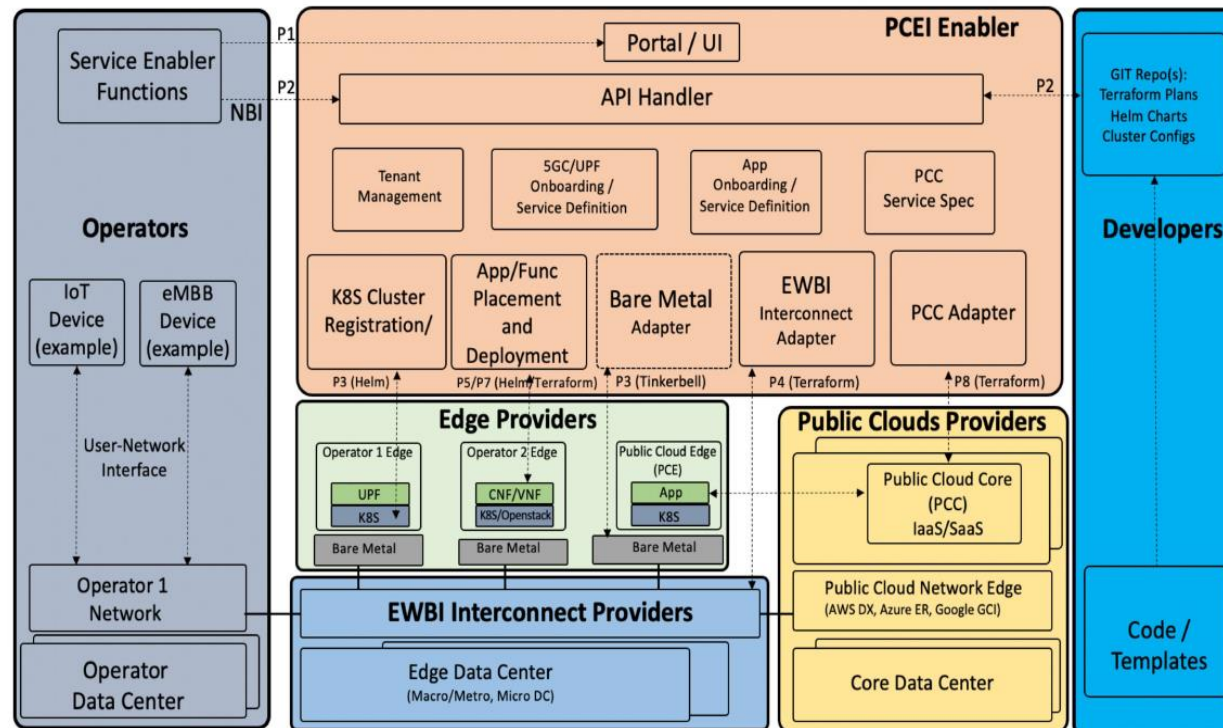 PCEI Enabler
Service Enabler
Functions
P1
Portal / UI
P2
NBI
API Handler
P2
GIT Repo(s):
Terraform Plans
Helm Charts
Cluster Configs
Tenant
Management
5GC/UPF
Onboarding /
Service Definition
App
Onboarding /
Service Definition
PCC
Service Spec
Operators
Developers
IoT
Device
(example)
eMBB
Device
(example)
K8S Cluster
Registration/
App/Func
Placement
and
Deployment
Bare Metal
Adapter
EWBI
Interconnect
Adapter
PCC Adapter
P3 (Helm)
P5/P7 (Helm/Terraform)
P3 (Tinkerbell)
P4 (Terraform)
P8 (Terraform)
User-Network
Interface
Edge Providers
Operator 1 Edge
UPF
K8S
Bare Metal
Operator 2 Edge
CNF/VNF
K8S/Openstack
Bare Metal
Public Cloud Edge
(PCE)
App
K8S
Bare Metal
Public Clouds Providers
Public Cloud Core
(PCC)
IaaS/SaaS
Operator 1
Network
EWBI Interconnect Providers
Public Cloud Network Edge
(AWS DX, Azure ER, Google GCI)
Operator
Data Center
Edge Data Center
(Macro/Metro, Micro DC)
Core Data Center
Code /
Templates